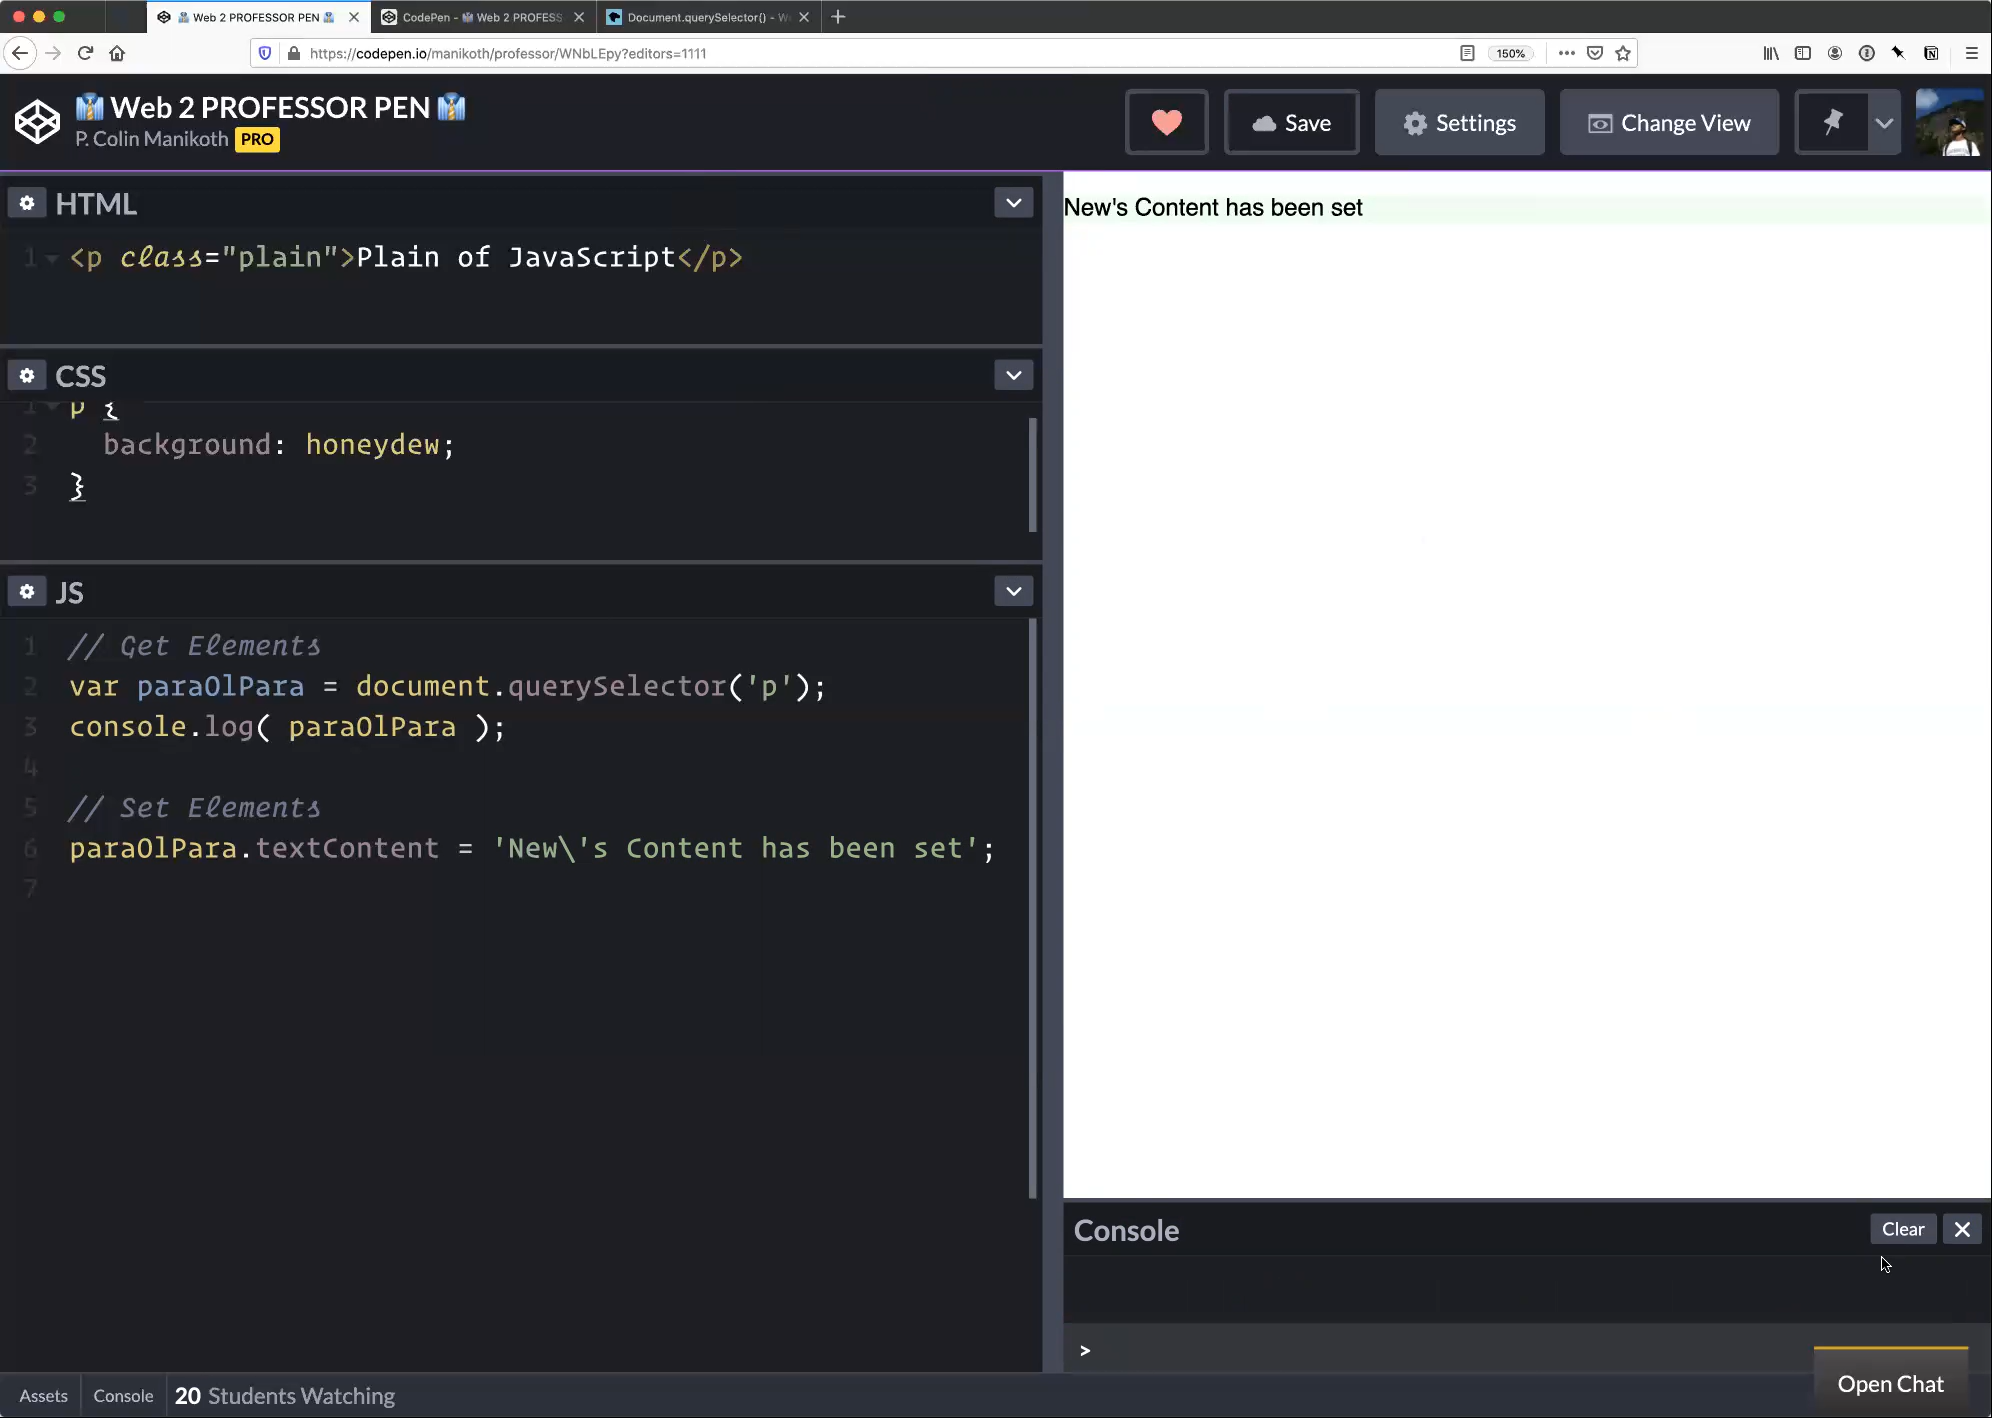 Web 2 PROFESSOR PEN
CodePen - Web 2 PROFESS
Document.querySelector() - W
https://codepen.io/manikoth/professor/WNbLEpy?editors=1111
150%
Web 2 PROFESSOR PEN
P. Colin Manikoth PRO
Save
Settings
Change View
HTML
1 <p class="plain">Plain of JavaScript</p>
CSS
1 p {
2 background: honeydew;
3 }
JS
1 // Get Elements
2 var paraOlPara = document.querySelector('p');
3 console.log( paraOlPara );
4
5 // Set Elements
6 paraOlPara.textContent = 'New\'s Content has been set';
7
New's Content has been set
Console
Clear
>
Assets
Console
20 Students Watching
Open Chat